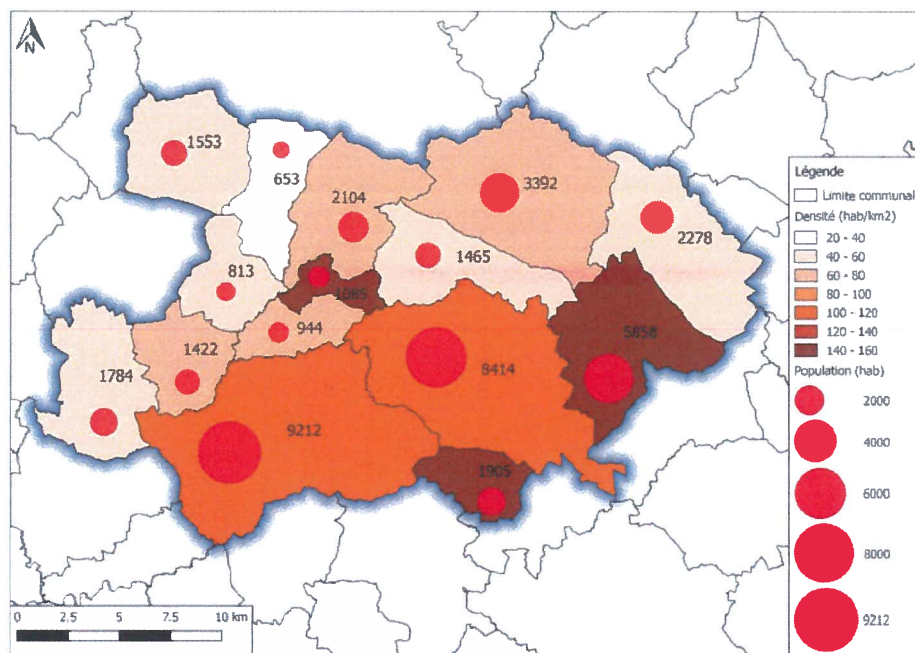 N
1553
653
2104
3392
2278
813
1465
1085
944
5858
1422
1784
8414
9212
1905
0 2.5 5 7.5 10 km
Légende
Limite communal
Densité (hab/km2)
20 - 40
40 - 60
60 - 80
80 - 100
100 - 120
120 - 140
140 - 160
Population (hab)
2000
4000
6000
8000
9212